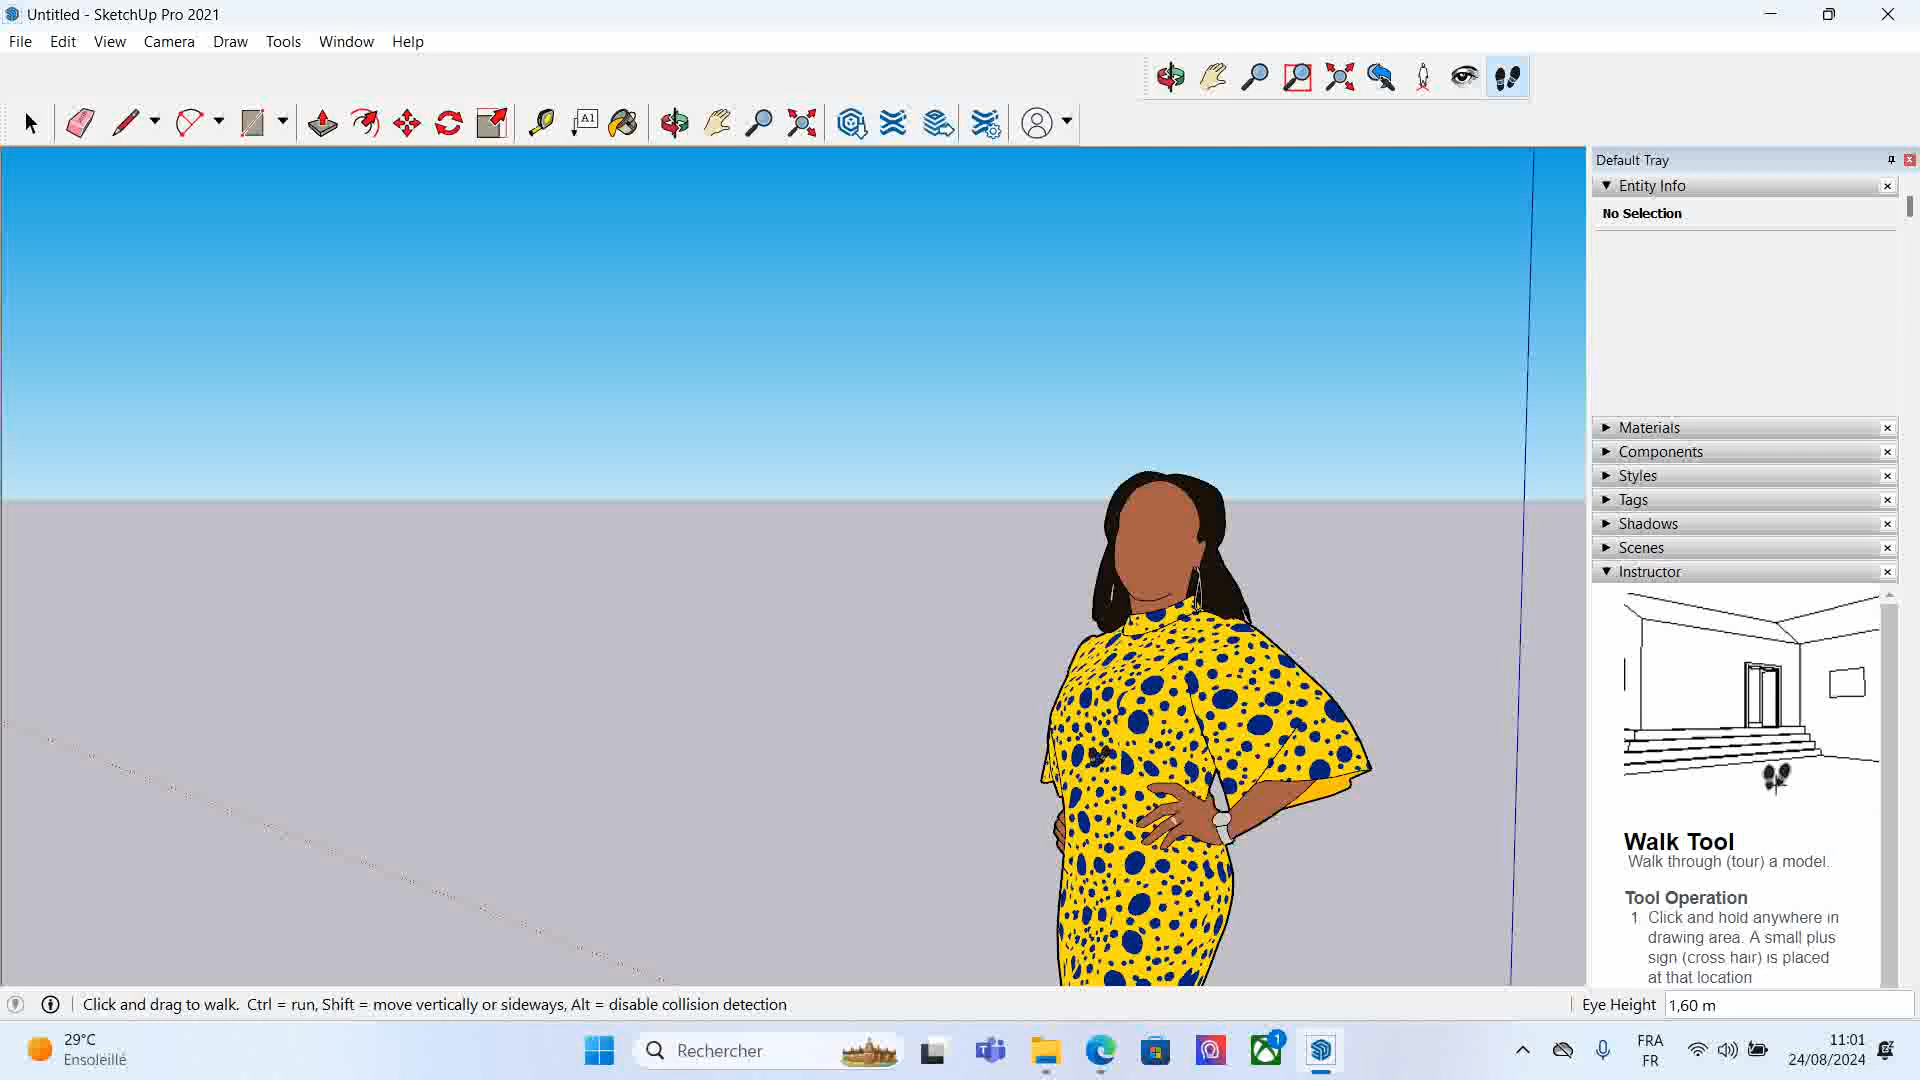 Untitled - SketchUp Pro 2021
File Edit View Camera Draw Tools Window Help
A1
Default Tray
Entity Info
No Selection
Materials
Components
Styles
Tags
Shadows
Scenes
Instructor
Walk Tool
Walk through (tour) a model.
Tool Operation
1 Click and hold anywhere in
drawing area. A small plus
sign (cross hair) is placed
at that location
Click and drag to walk. Ctrl = run, Shift = move vertically or sideways, Alt = disable collision detection
Eye Height 1,60 m
29°C
Ensoleillé
Rechercher
1
FRA
FR
11:01
24/08/2024